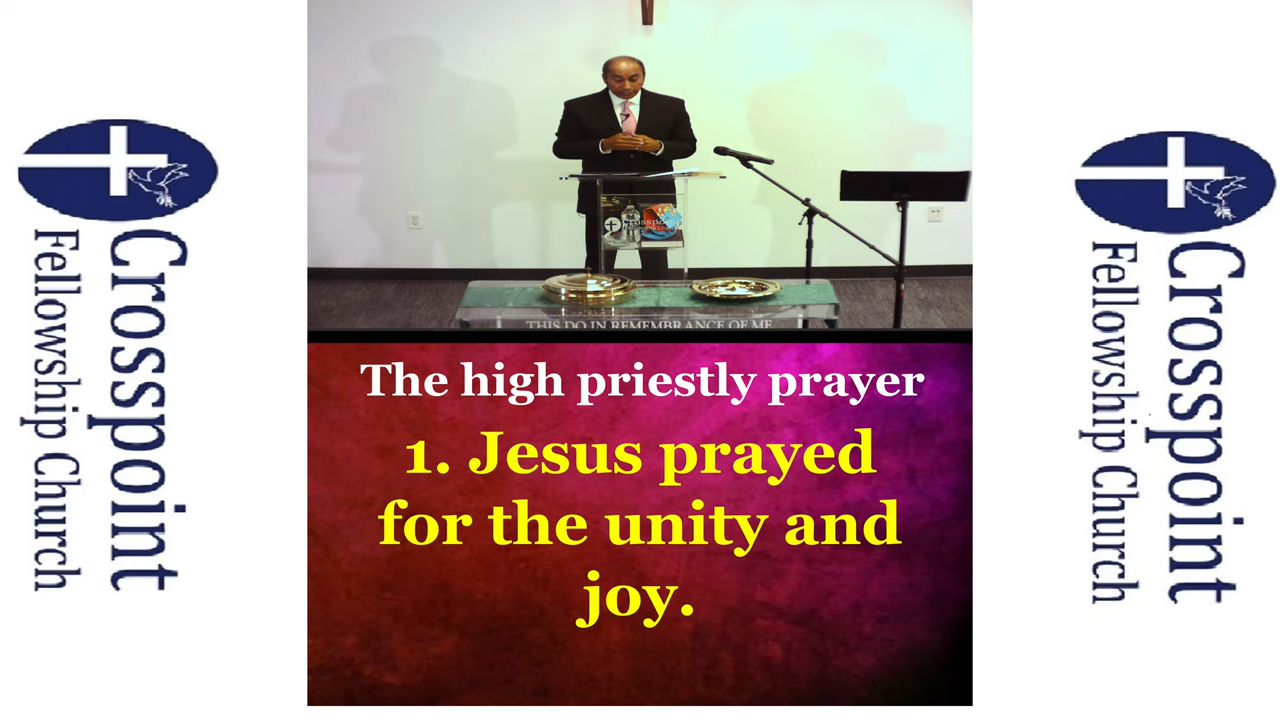 Crosspoint
Fellowship Church
THIS DO IN REMEMBRANCE OF ME
The high priestly prayer
1. Jesus prayed
for the unity and
joy.
Crosspoint
Fellowship Church